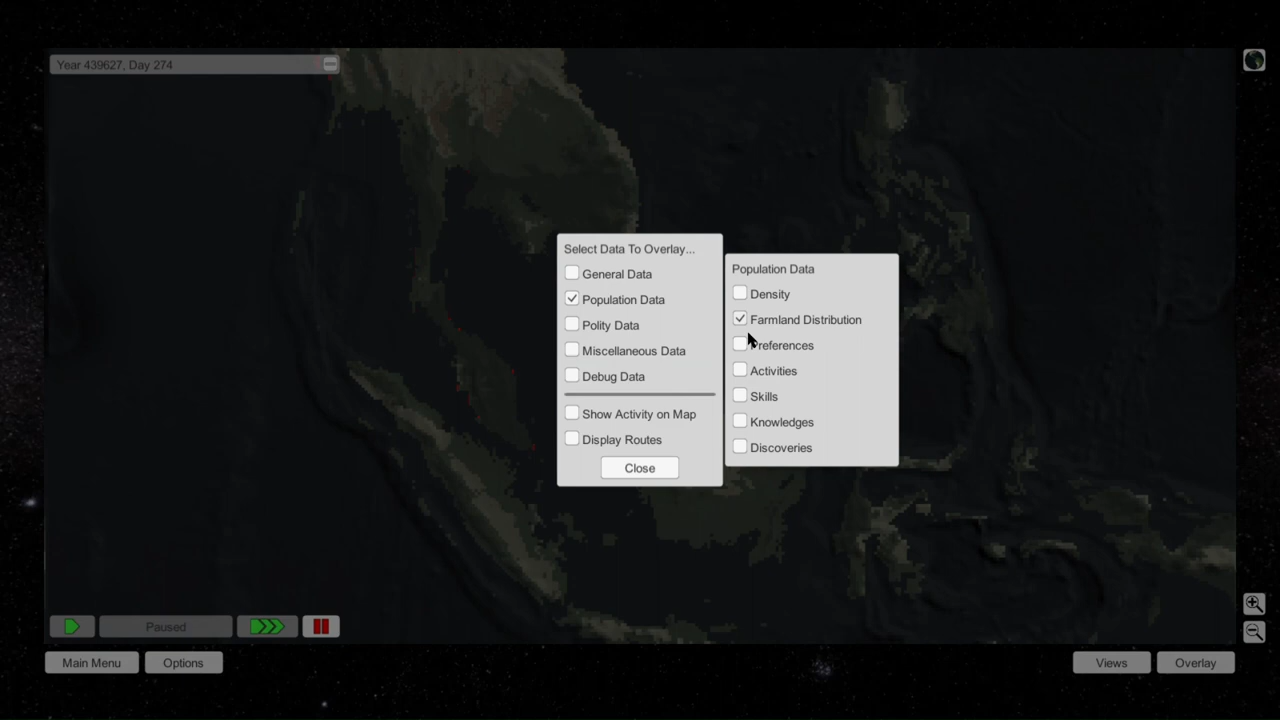 Year 439627, Day 274
Select Data To Overlay...
General Data
Population Data
Polity Data
Miscellaneous Data
Debug Data
Show Activity on Map
Display Routes
Close
Population Data
Density
Farmland Distribution
Preferences
Activities
Skills
Knowledges
Discoveries
Paused
Main Menu
Options
Views
Overlay